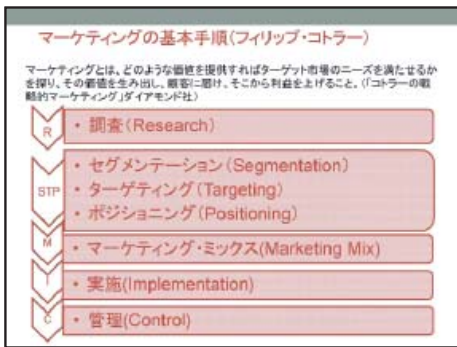 マーケティングの基本手順(フィリップ・コトラー)
マーケティングとは、どのような価値を提供すればターゲット市場のニーズを満たせるか
を探り、その価値を生み出し、顧客に届け、そこから利益を上げること。(「コトラーの戦
略的マーケティング」ダイアモンド社)
R
・調査(Research)
STP
・セグメンテーション(Segmentation)
・ターゲティング(Targeting)
・ポジショニング(Positioning)
M
・マーケティング・ミックス(Marketing Mix)
I
・実施(Implementation)
C
・管理(Control)